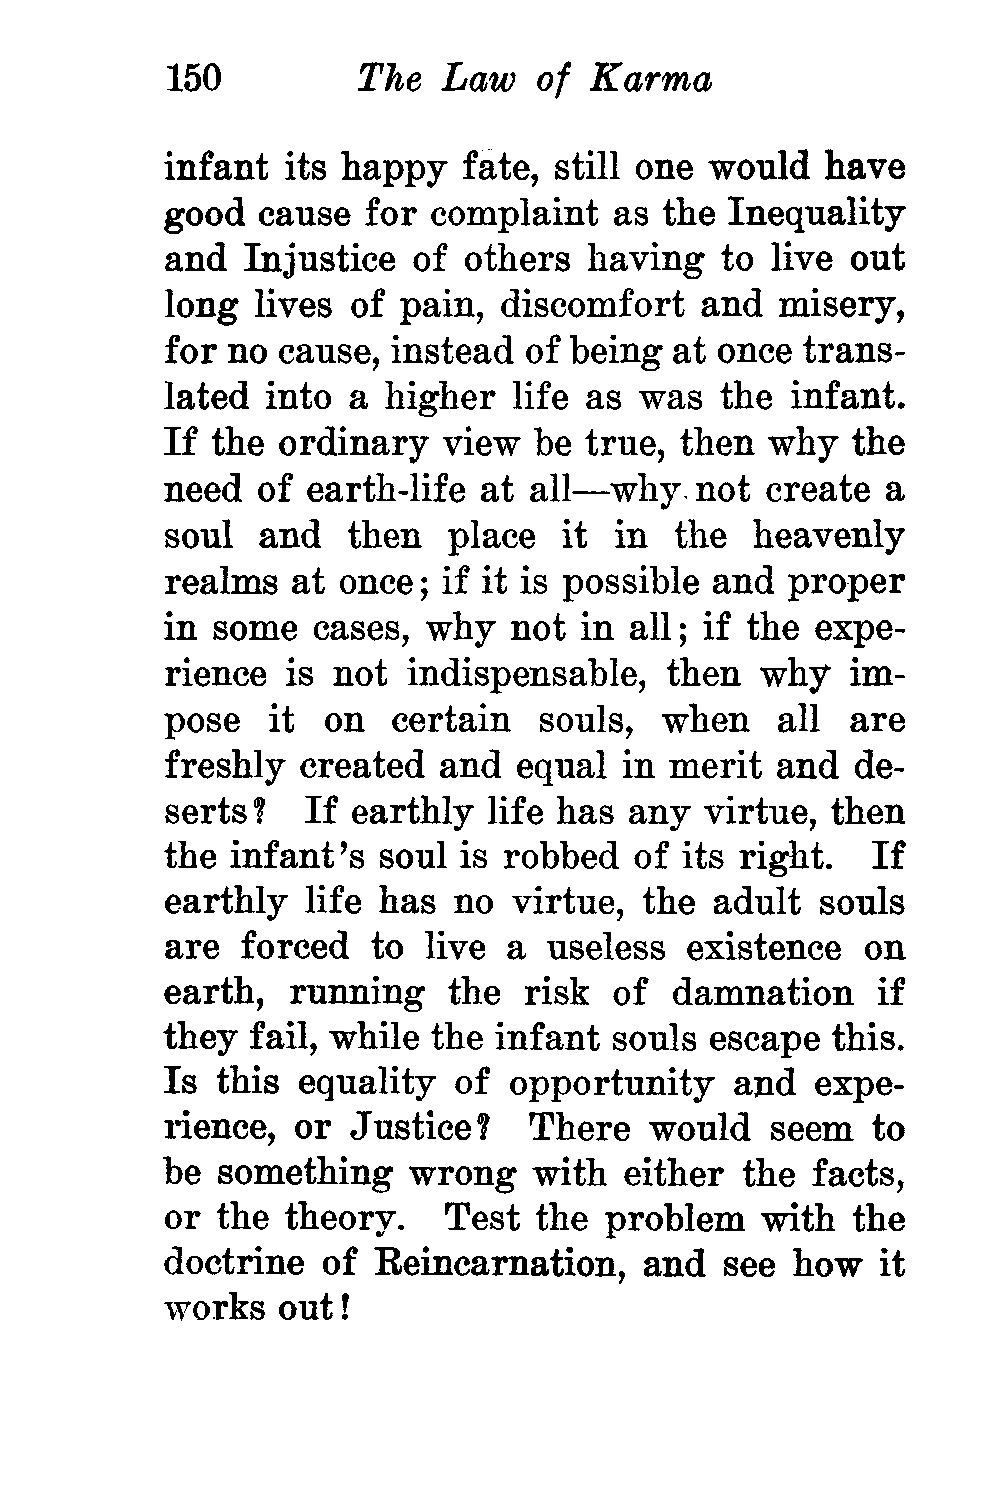 150 The Law of Karma
infant its happy fate, still one would have
good cause for complaint as the Inequality
and Injustice of others having to live out
long lives of pain, discomfort and misery,
for no cause, instead of being at once trans-
lated into a higher life as was the infant.
If the ordinary view be true, then why the
need of earth-life at all—why not create a
soul and then place it in the heavenly
realms at once; if it is possible and proper
in some cases, why not in all; if the expe-
rience is not indispensable, then why im-
pose it on certain souls, when all are
freshly created and equal in merit and de-
serts? If earthly life has any virtue, then
the infant's soul is robbed of its right. If
earthly life has no virtue, the adult souls
are forced to live a useless existence on
earth, running the risk of damnation if
they fail, while the infant souls escape this.
Is this equality of opportunity and expe-
rience, or Justice? There would seem to
be something wrong with either the facts,
or the theory. Test the problem with the
doctrine of Reincarnation, and see how it
works out!